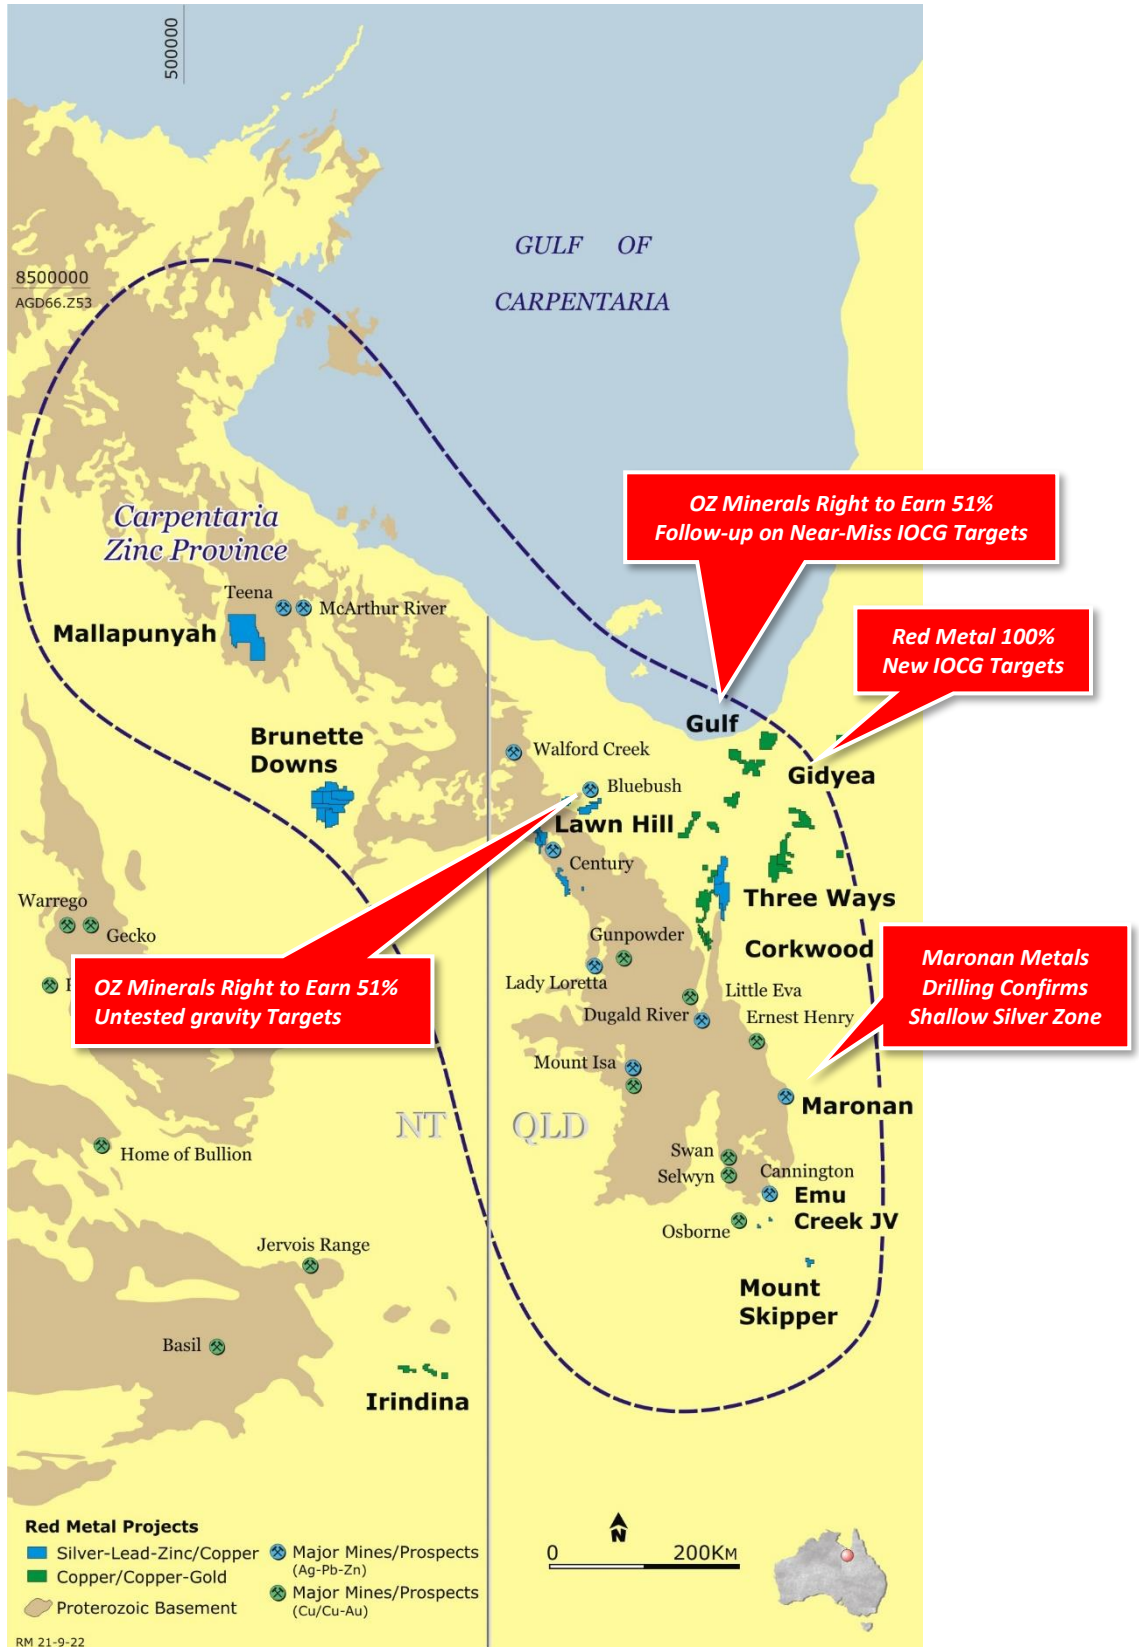 500000
GULF OF
CARPENTARIA
8500000
AGD66.Z53
OZ Minerals Right to Earn 51%
Follow-up on Near-Miss IOCG Targets
Carpentaria
Zinc Province
Teena
McArthur River
Mallapunyah
Red Metal 100%
New IOCG Targets
Gulf
Brunette
Downs
Walford Creek
Gidyea
Bluebush
Lawn Hill
Century
Three Ways
Warrego
Gecko
Gunpowder
Corkwood
Lady Loretta
OZ Minerals Right to Earn 51%
Untested gravity Targets
Maronan Metals
Drilling Confirms
Shallow Silver Zone
Little Eva
Dugald River
Ernest Henry
Mount Isa
Maronan
NT
QLD
Home of Bullion
Swan
Selwyn
Cannington
Emu
Creek JV
Osborne
Jervois Range
Mount
Skipper
Basil
Irindina
Red Metal Projects
Silver-Lead-Zinc/Copper
Copper/Copper-Gold
Proterozoic Basement
Major Mines/Prospects
(Ag-Pb-Zn)
Major Mines/Prospects
(Cu/Cu-Au)
N
0 200KM
RM 21-9-22